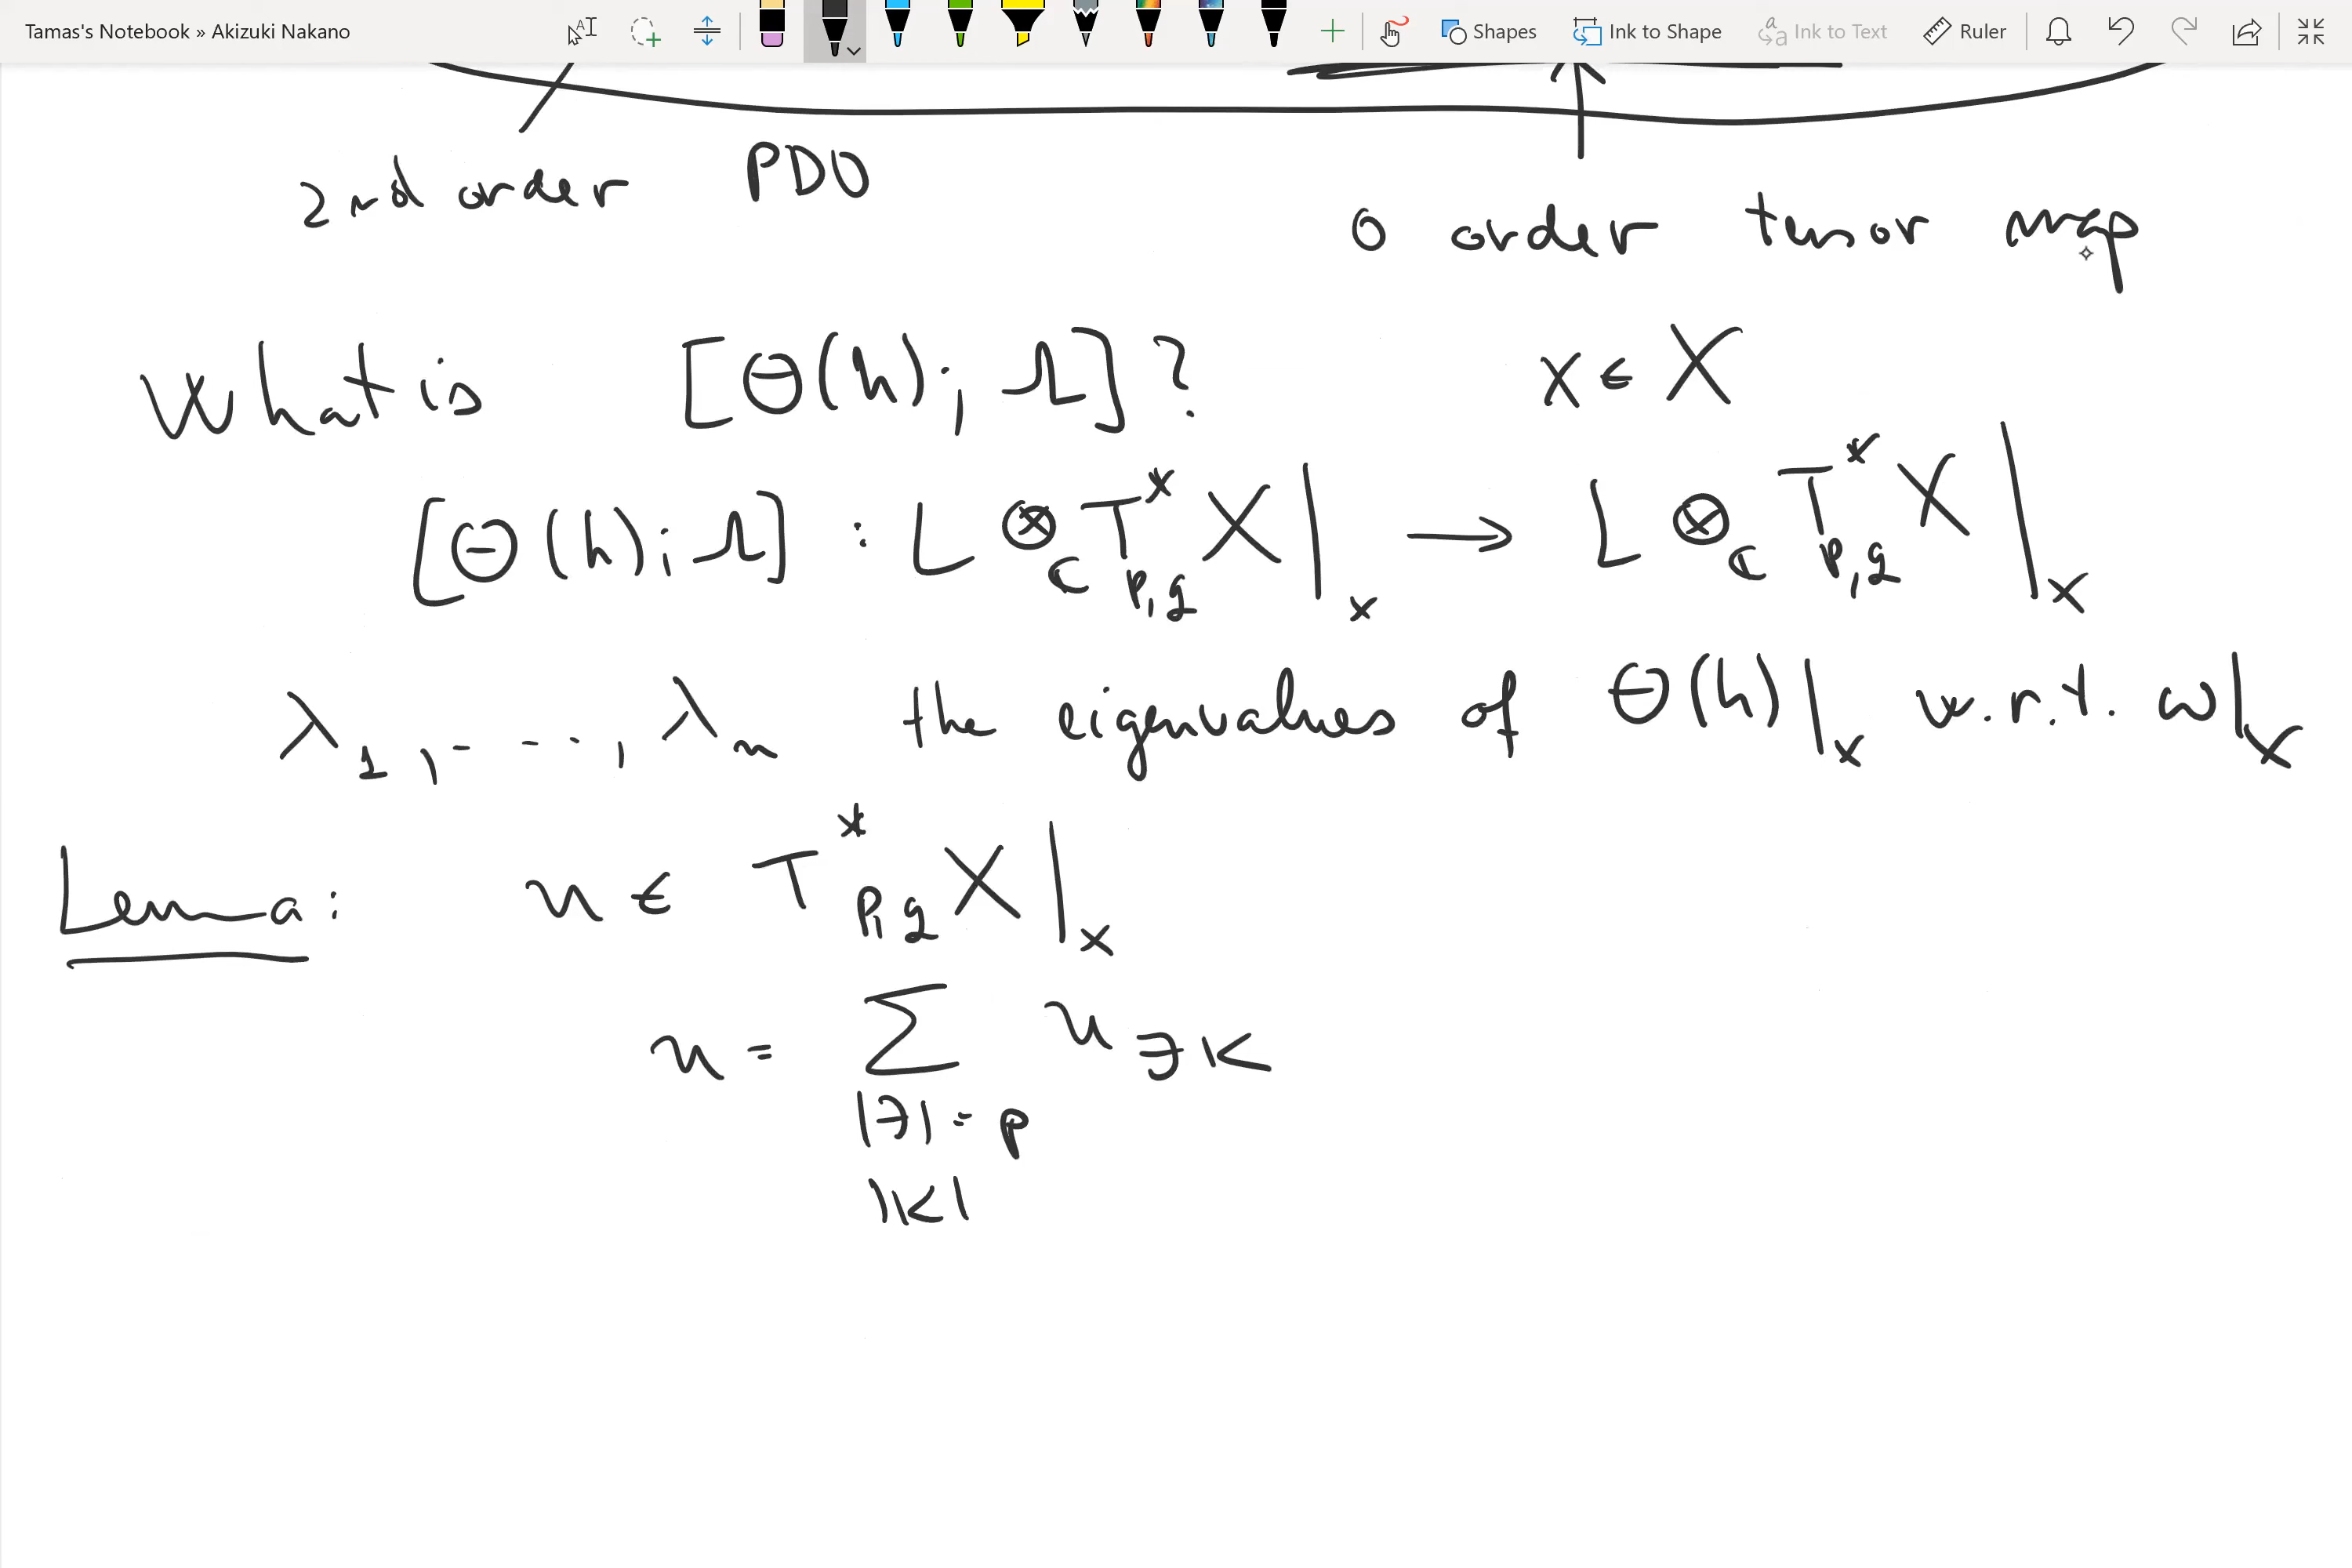 Tamas's Notebook » Akizuki Nakano
Shapes Ink to Shape Ink to Text Ruler
2nd order PDO
0 order tensor map
What is [Θ(h); Λ]? x ∈ X
[Θ(h); Λ] : L ⊗_ℂ T*_{p,q} X|_x → L ⊗_ℂ T*_{p,q} X|_x
λ_1, - - .., λ_n the eigenvalues of Θ(h)|_x w.r.t. ω|_x
Lemma: u ∈ T*_{p,q} X|_x
u = Σ u_{JK}
|J| = p
|K|